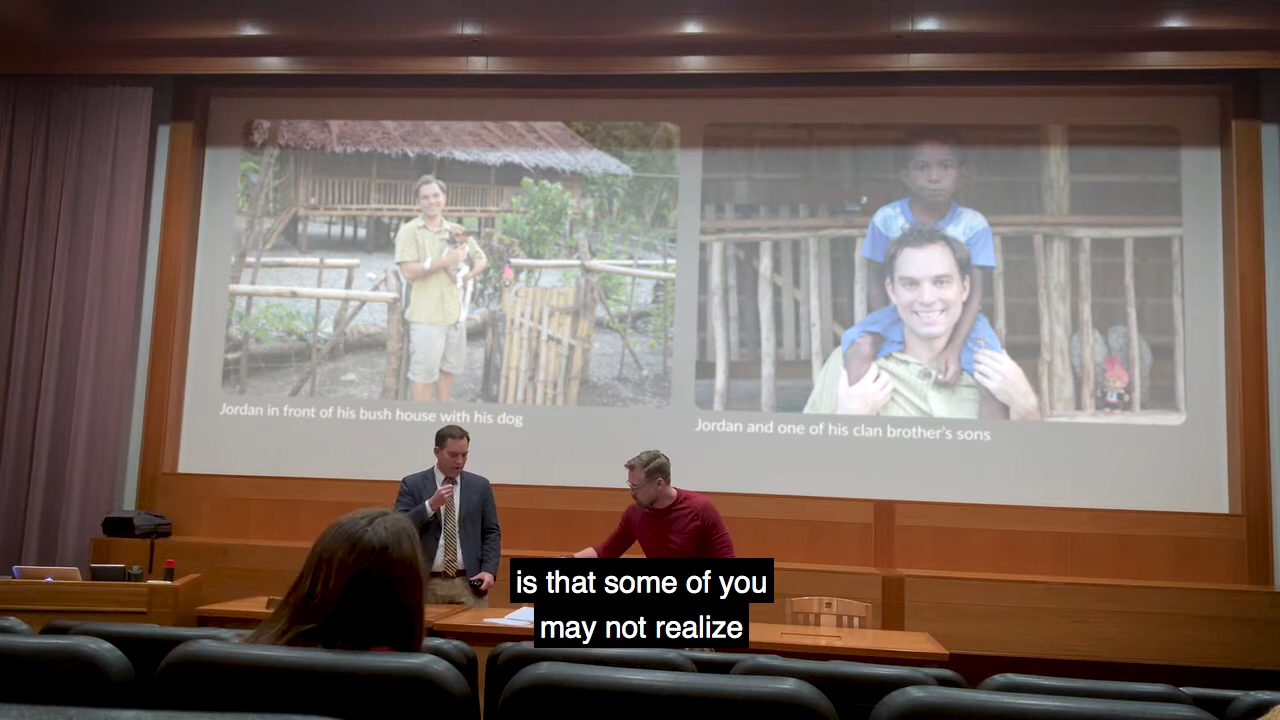 Jordan in front of his bush house with his dog
Jordan and one of his clan brother's sons
is that some of you
may not realize